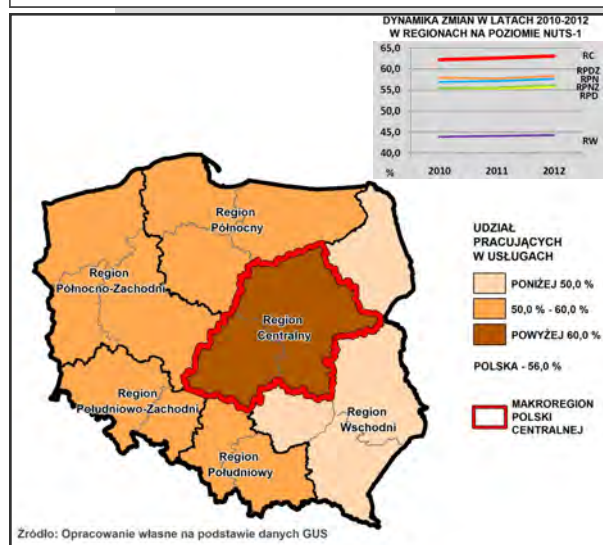 DYNAMIKA ZMIAN W LATACH 2010-2012
W REGIONACH NA POZIOMIE NUTS-1
65,0
60,0
55,0
50,0
45,0
40,0
%
2010
2011
2012
RC
RPDZ
RPN
RPNZ
RPD
RW
Region
Północny
Region
Północno-Zachodni
Region
Centralny
Region
Południowo-Zachodni
Region
Wschodni
Region
Południowy
UDZIAŁ
PRACUJĄCYCH
W USŁUGACH
PONIŻEJ 50,0 %
50,0 % - 60,0 %
POWYŻEJ 60,0 %
POLSKA - 56,0 %
MAKROREGION
POLSKI
CENTRALNEJ
Źródło: Opracowanie własne na podstawie danych GUS